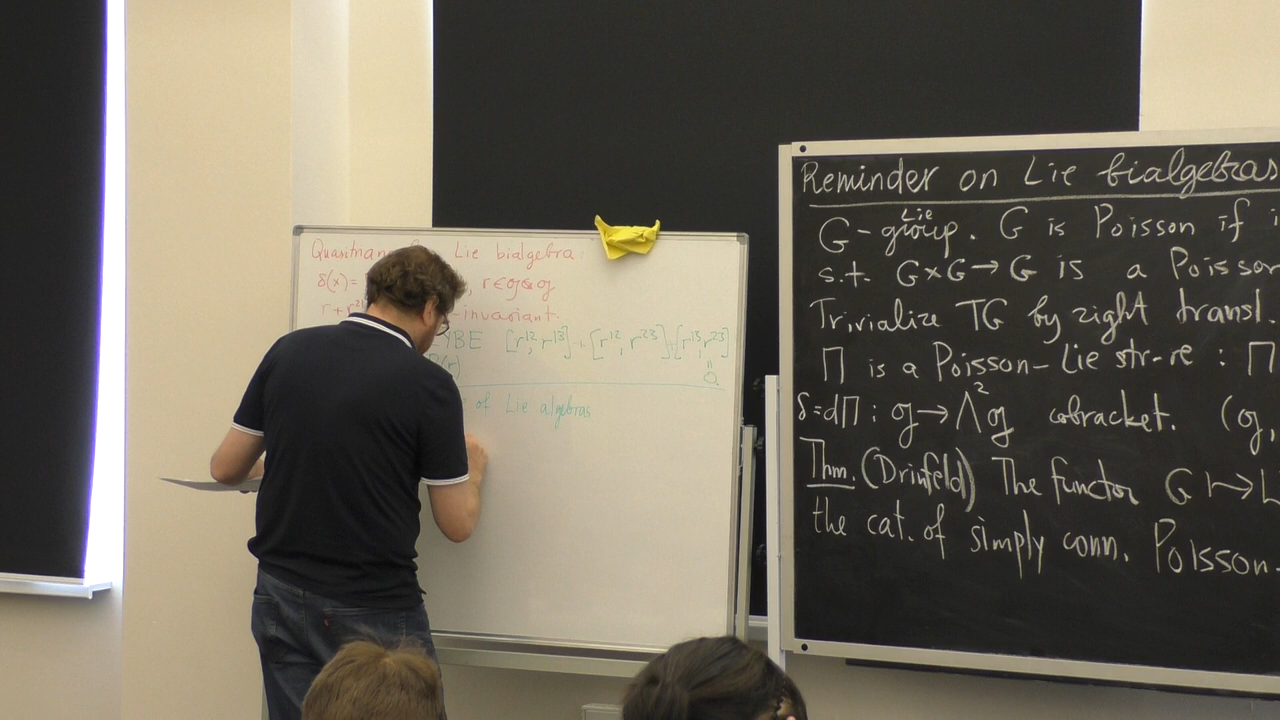 Lie bialgebra:
δ(x)= , r∈𝔤⊗𝔤
r+r²¹ -invariant.
YBE [r¹², r¹³] + [r¹², r²³] + [r¹³, r²³]
(r) = 0.
of Lie algebras
Reminder on Lie bialgebras
G - Lie group. G is Poisson if
s.t. G×G→G is a Poisson
Trivialize TG by right transl.
Π is a Poisson-Lie str-re : Π
δ=dΠ : 𝔤→Λ²𝔤 cobracket. (𝔤,
Thm. (Drinfeld) The functor G ↦ L
the cat. of simply conn. Poisson-